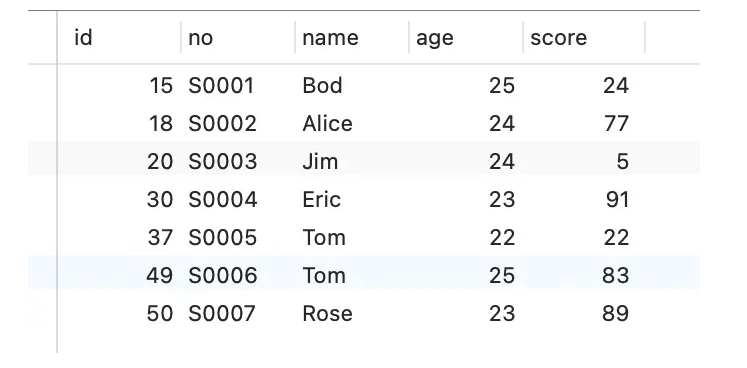 id no name age score
15 S0001 Bod 25 24
18 S0002 Alice 24 77
20 S0003 Jim 24 5
30 S0004 Eric 23 91
37 S0005 Tom 22 22
49 S0006 Tom 25 83
50 S0007 Rose 23 89